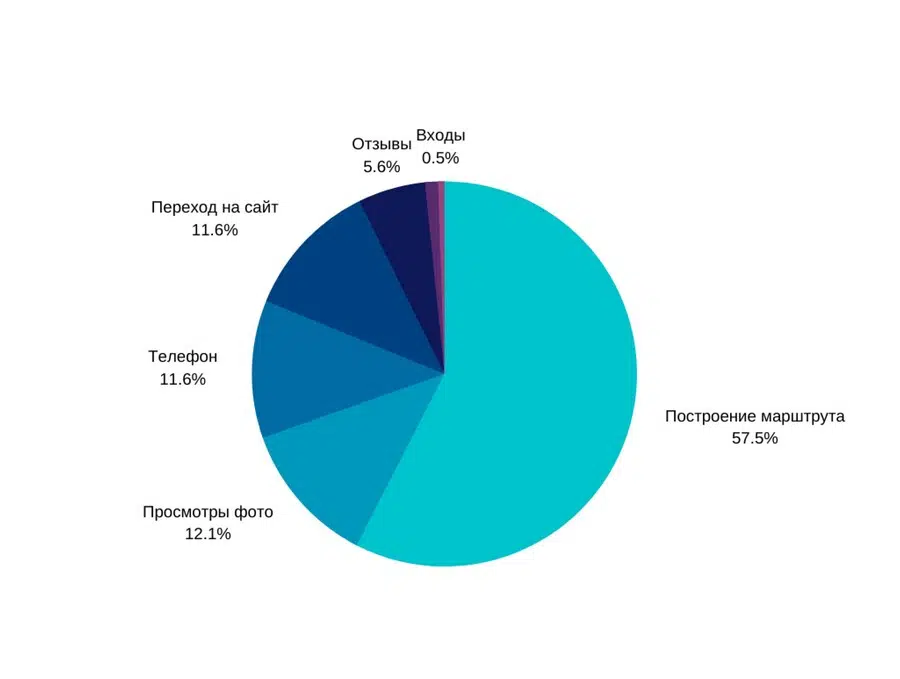 Отзывы
5.6%
Входы
0.5%
Переход на сайт
11.6%
Телефон
11.6%
Построение марштрута
57.5%
Просмотры фото
12.1%